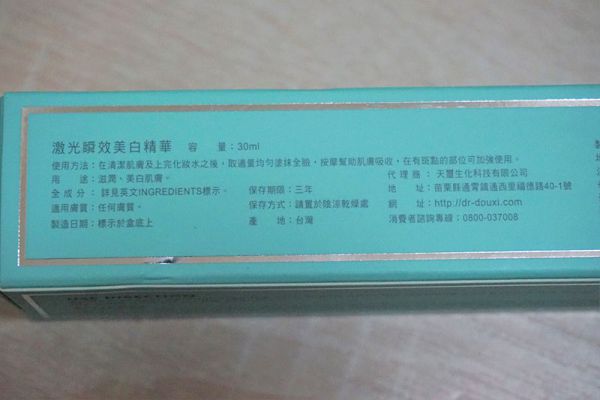 激光瞬效美白精華 容 量：30ml
使用方法：在清潔肌膚及上完化妝水之後，取適量均勻塗抹全臉，按摩幫助肌膚吸收，在有斑點的部位可加強使用。
用 途：滋潤、美白肌膚。 代 理 商 ： 天璽生化科技有限公司
全 成 分 ： 詳見英文INGREDIENTS標示。 保存期限：三年 地 址：苗栗縣通霄鎮通西里福德路40-1號
適用膚質：任何膚質。 保存方式：請置於陰涼乾燥處 網 址：http://dr-douxi.com
製造日期：標示於盒底上 產 地：台灣 消費者諮詢專線：0800-037008